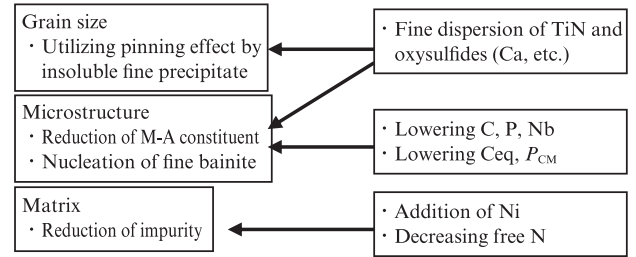 Grain size
· Utilizing pinning effect by
insoluble fine precipitate
· Fine dispersion of TiN and
oxysulfides (Ca, etc.)
Microstructure
· Reduction of M-A constituent
· Nucleation of fine bainite
· Lowering C, P, Nb
· Lowering Ceq, PCM
Matrix
· Reduction of impurity
· Addition of Ni
· Decreasing free N